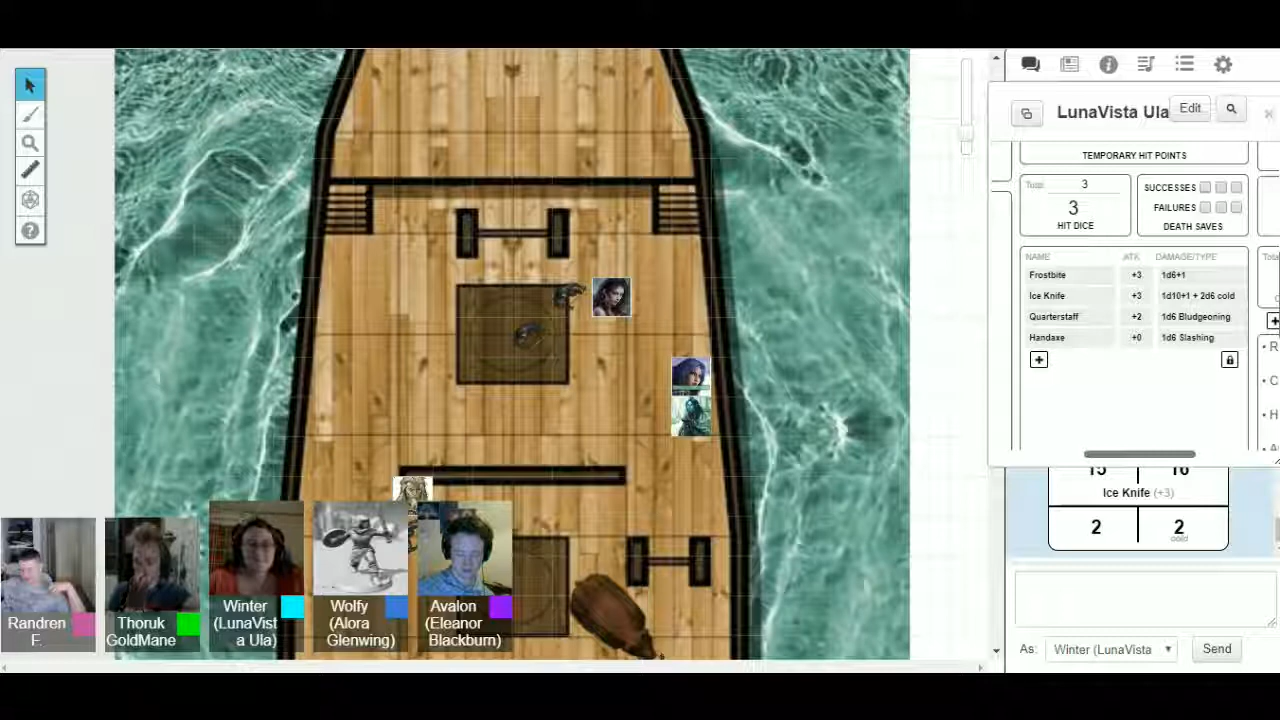 LunaVista Ula
Edit
TEMPORARY HIT POINTS
Total
3
3
HIT DICE
SUCCESSES
FAILURES
DEATH SAVES
NAME ATK DAMAGE/TYPE
Frostbite +3 1d6+1
Ice Knife +3 1d10+1 + 2d6 cold
Quarterstaff +2 1d6 Bludgeoning
Handaxe +0 1d6 Slashing
15 16
Ice Knife (+3)
2 2
cold
As: Winter (LunaVista
Send
Randren
F.
Thoruk
GoldMane
Winter
(LunaVist
a Ula)
Wolfy
(Alora
Glenwing)
Avalon
(Eleanor
Blackburn)